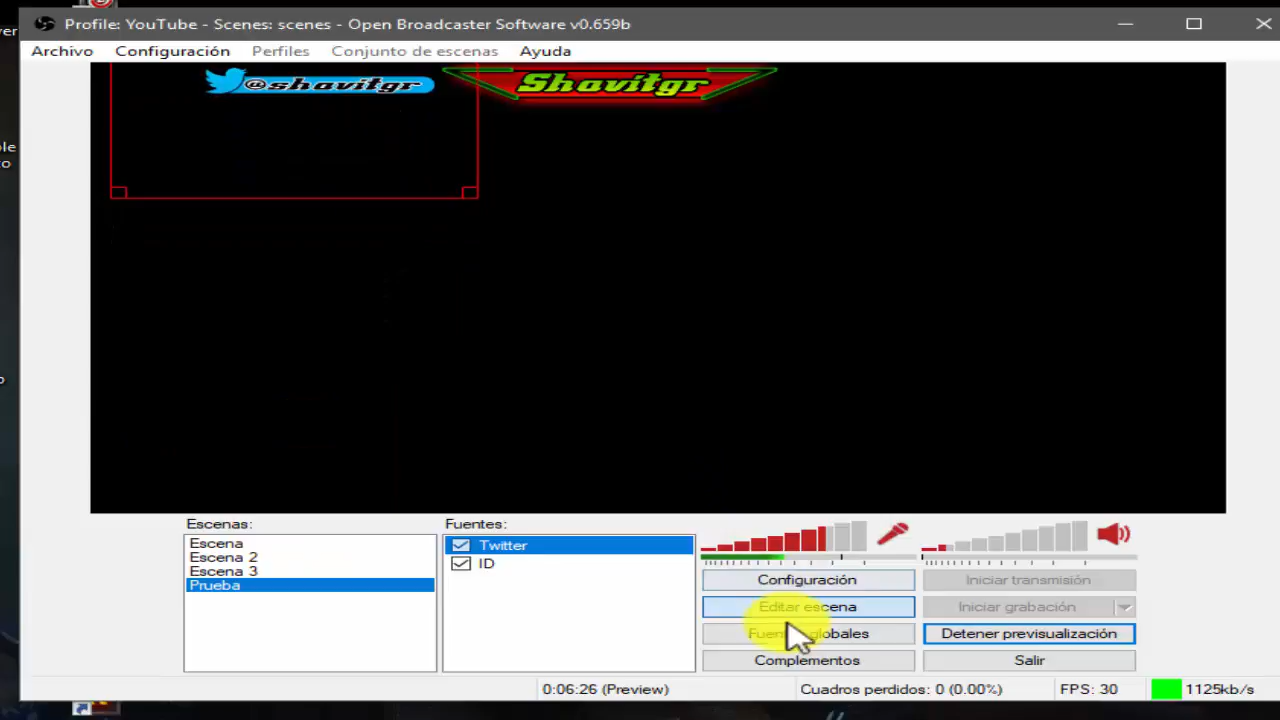 Profile: YouTube - Scenes: scenes - Open Broadcaster Software v0.659b
Archivo Configuración Perfiles Conjunto de escenas Ayuda
@shavitgr Shavitgr
Escenas: Fuentes:
Escena
Escena 2
Escena 3
Prueba
Twitter
ID
Configuración Iniciar transmisión
Editar escena Iniciar grabación
Fuentes globales Detener previsualización
Complementos Salir
0:06:26 (Preview) Cuadros perdidos: 0 (0.00%) FPS: 30 1125kb/s